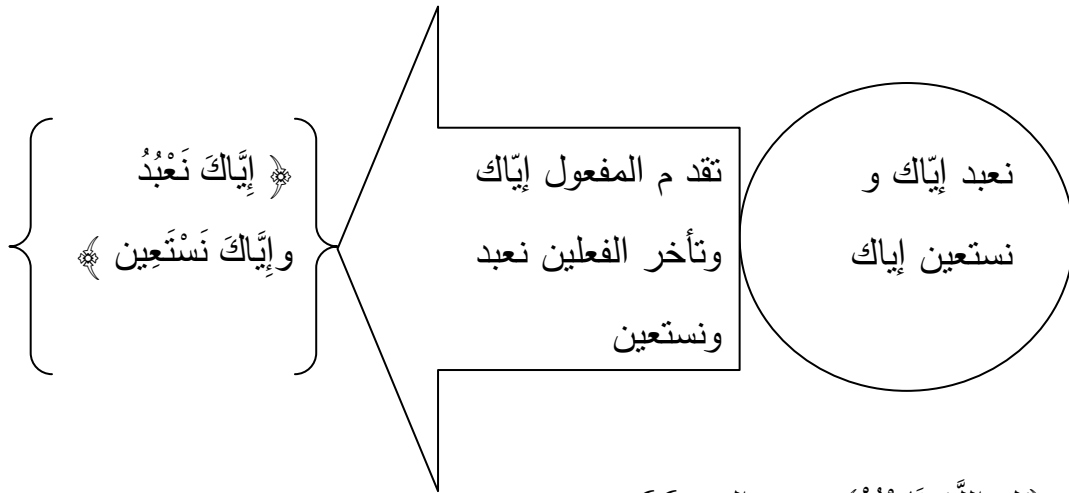 نعبد إيّاك و
نستعين إياك
تقد م المفعول إيّاك
وتأخر الفعلين نعبد
ونستعين
﴿ إِيَّاكَ نَعْبُدُ
وإِيَّاكَ نَسْتَعِين ﴾